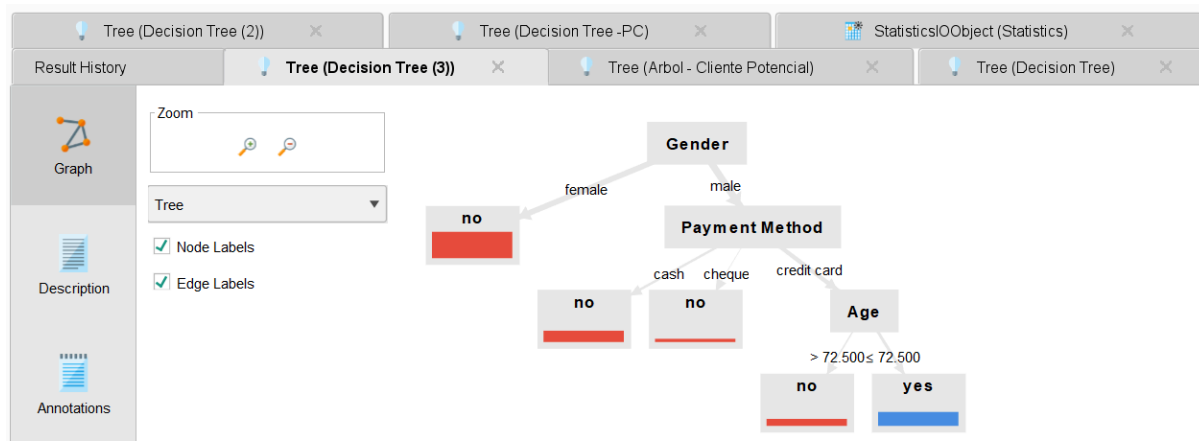 Tree (Decision Tree (2))
Tree (Decision Tree -PC)
StatisticsIOObject (Statistics)
Result History
Tree (Decision Tree (3))
Tree (Arbol - Cliente Potencial)
Tree (Decision Tree)
Graph
Description
Annotations
Zoom
Tree
Node Labels
Edge Labels
Gender
female
male
no
Payment Method
cash
cheque
credit card
no
no
Age
> 72.500
≤ 72.500
no
yes